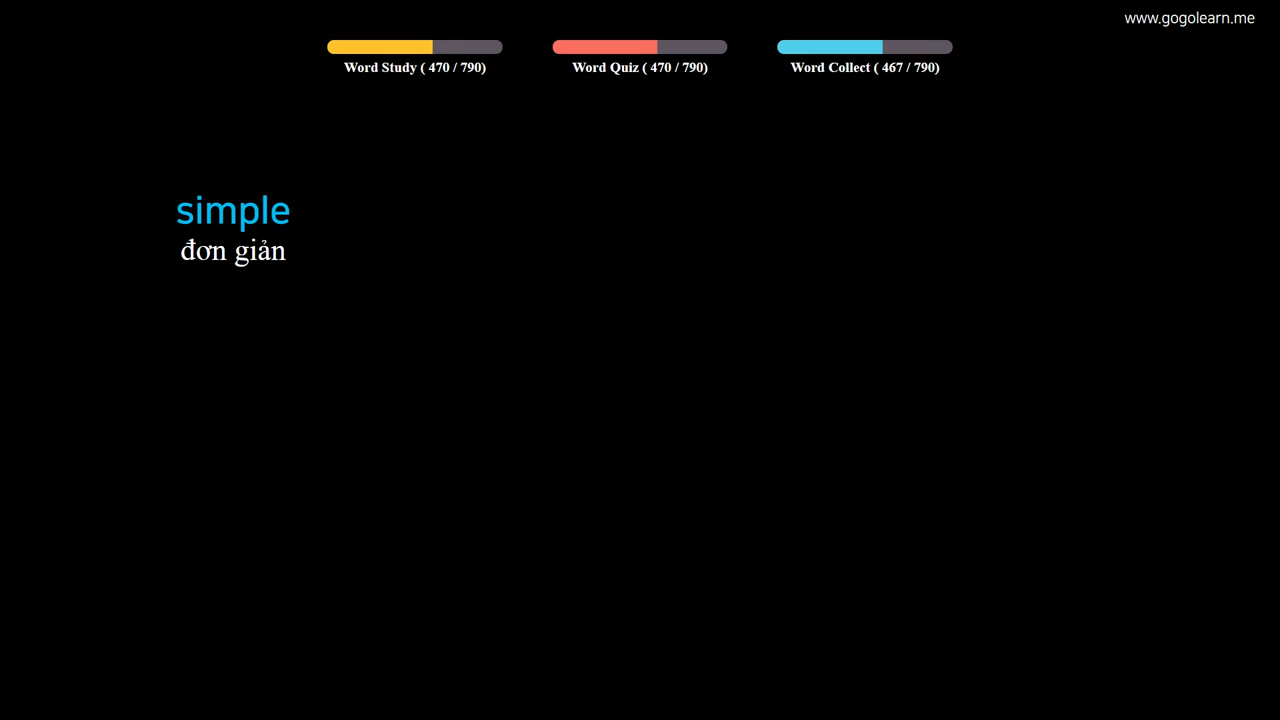 www.gogolearn.me
Word Study ( 470 / 790)
Word Quiz ( 470 / 790)
Word Collect ( 467 / 790)
simple
đơn giản